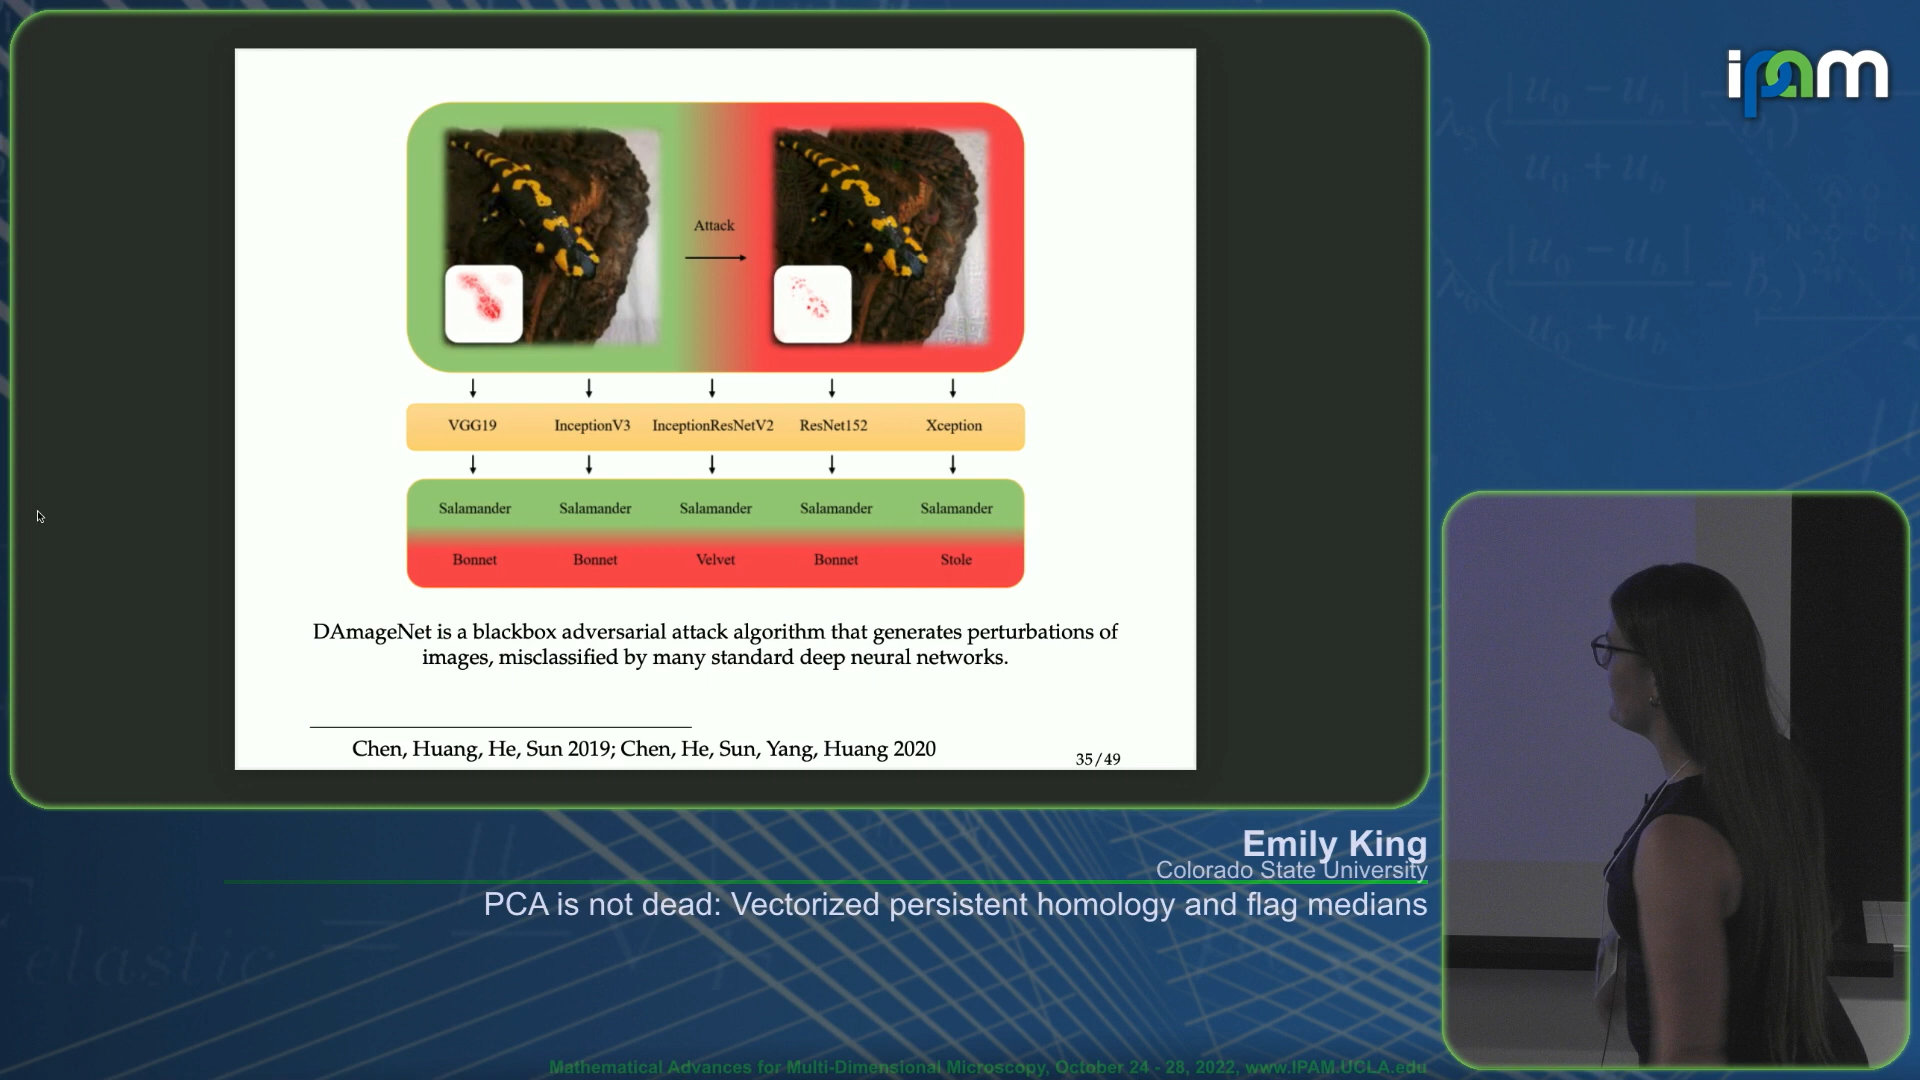 ipam
Attack
VGG19 InceptionV3 InceptionResNetV2 ResNet152 Xception
Salamander Salamander Salamander Salamander Salamander
Bonnet Bonnet Velvet Bonnet Stole
DAmageNet is a blackbox adversarial attack algorithm that generates perturbations of
images, misclassified by many standard deep neural networks.
Chen, Huang, He, Sun 2019; Chen, He, Sun, Yang, Huang 2020
35/49
Emily King
Colorado State University
PCA is not dead: Vectorized persistent homology and flag medians
elastic
Mathematical Advances for Multi-Dimensional Microscopy, October 24 - 28, 2022, www.IPAM.UCLA.edu